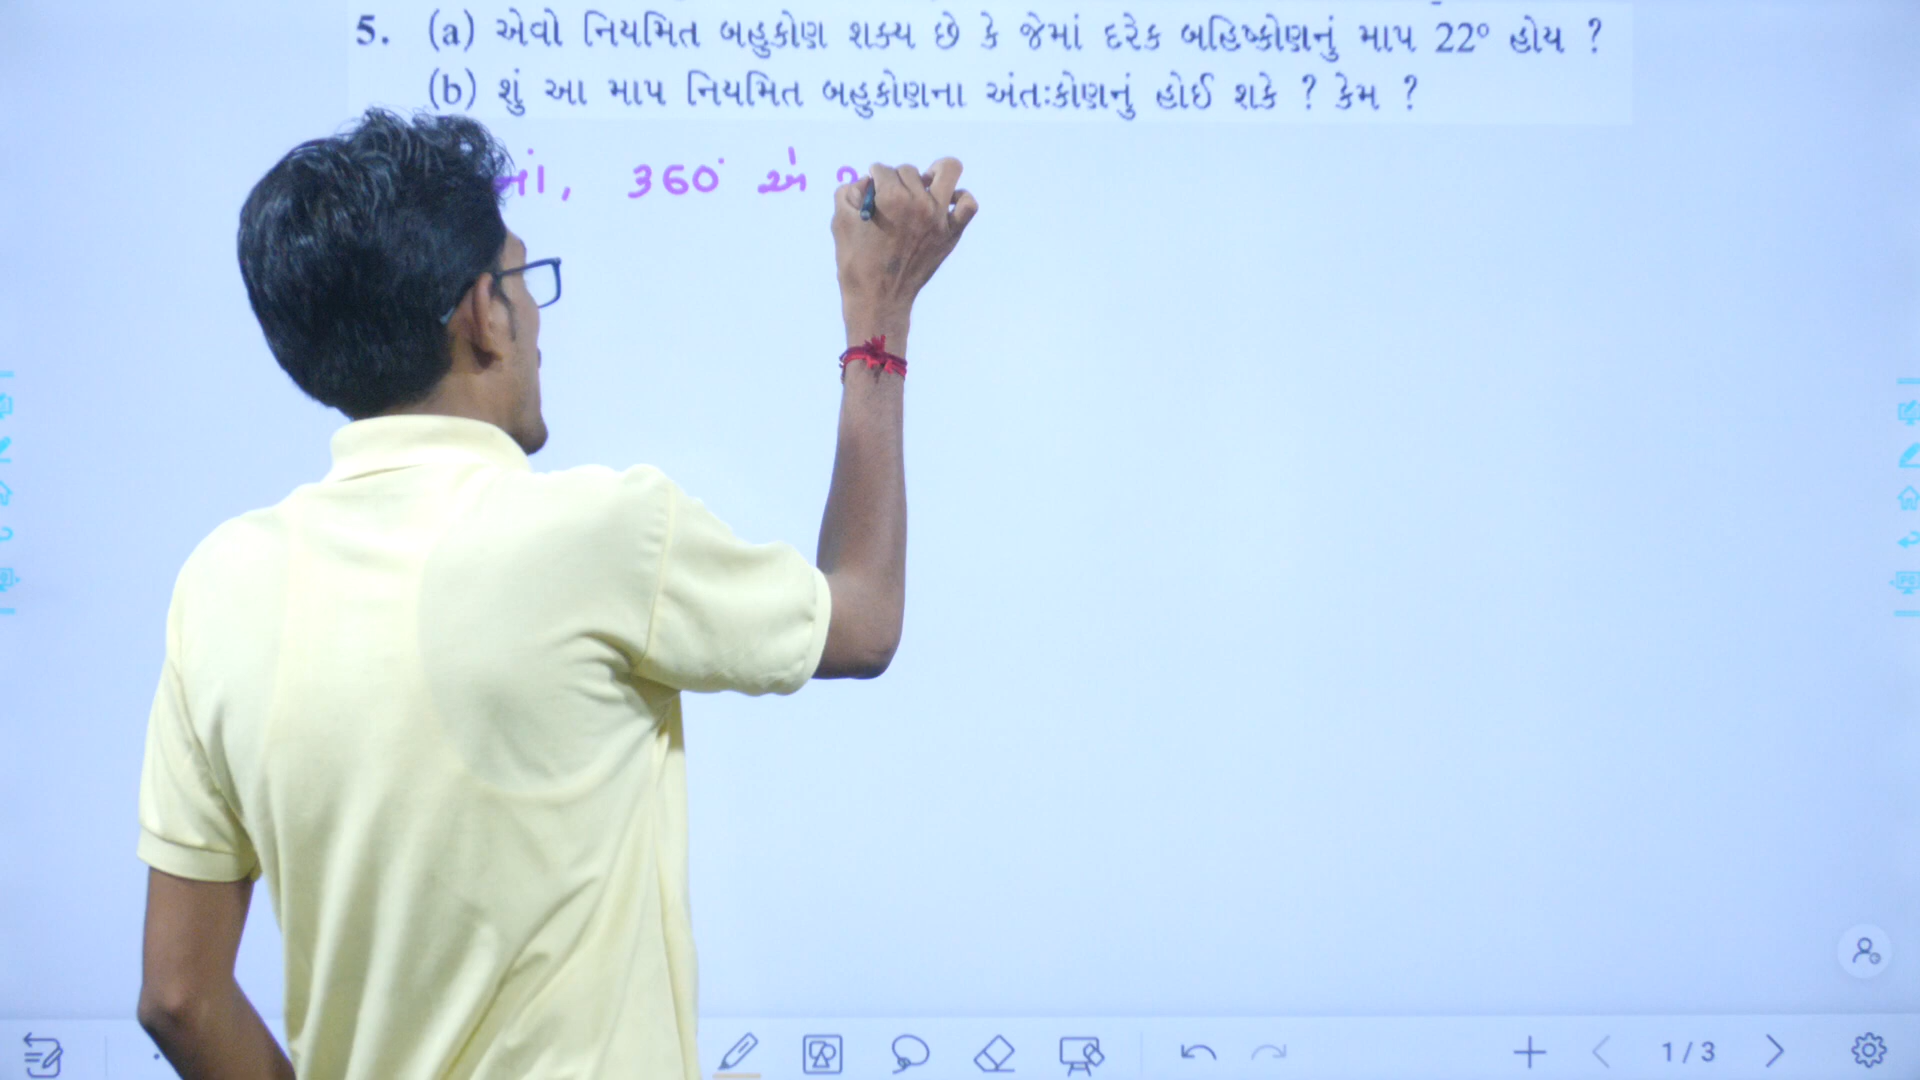 5. (a) એવો નિયમિત બહુકોણ શક્ય છે કે જેમાં દરેક બહિષ્કોણનું માપ 22° હોય ?
(b) શું આ માપ નિયમિત બહુકોણના અંતઃકોણનું હોઈ શકે ? કેમ ?
360° એ
1/3